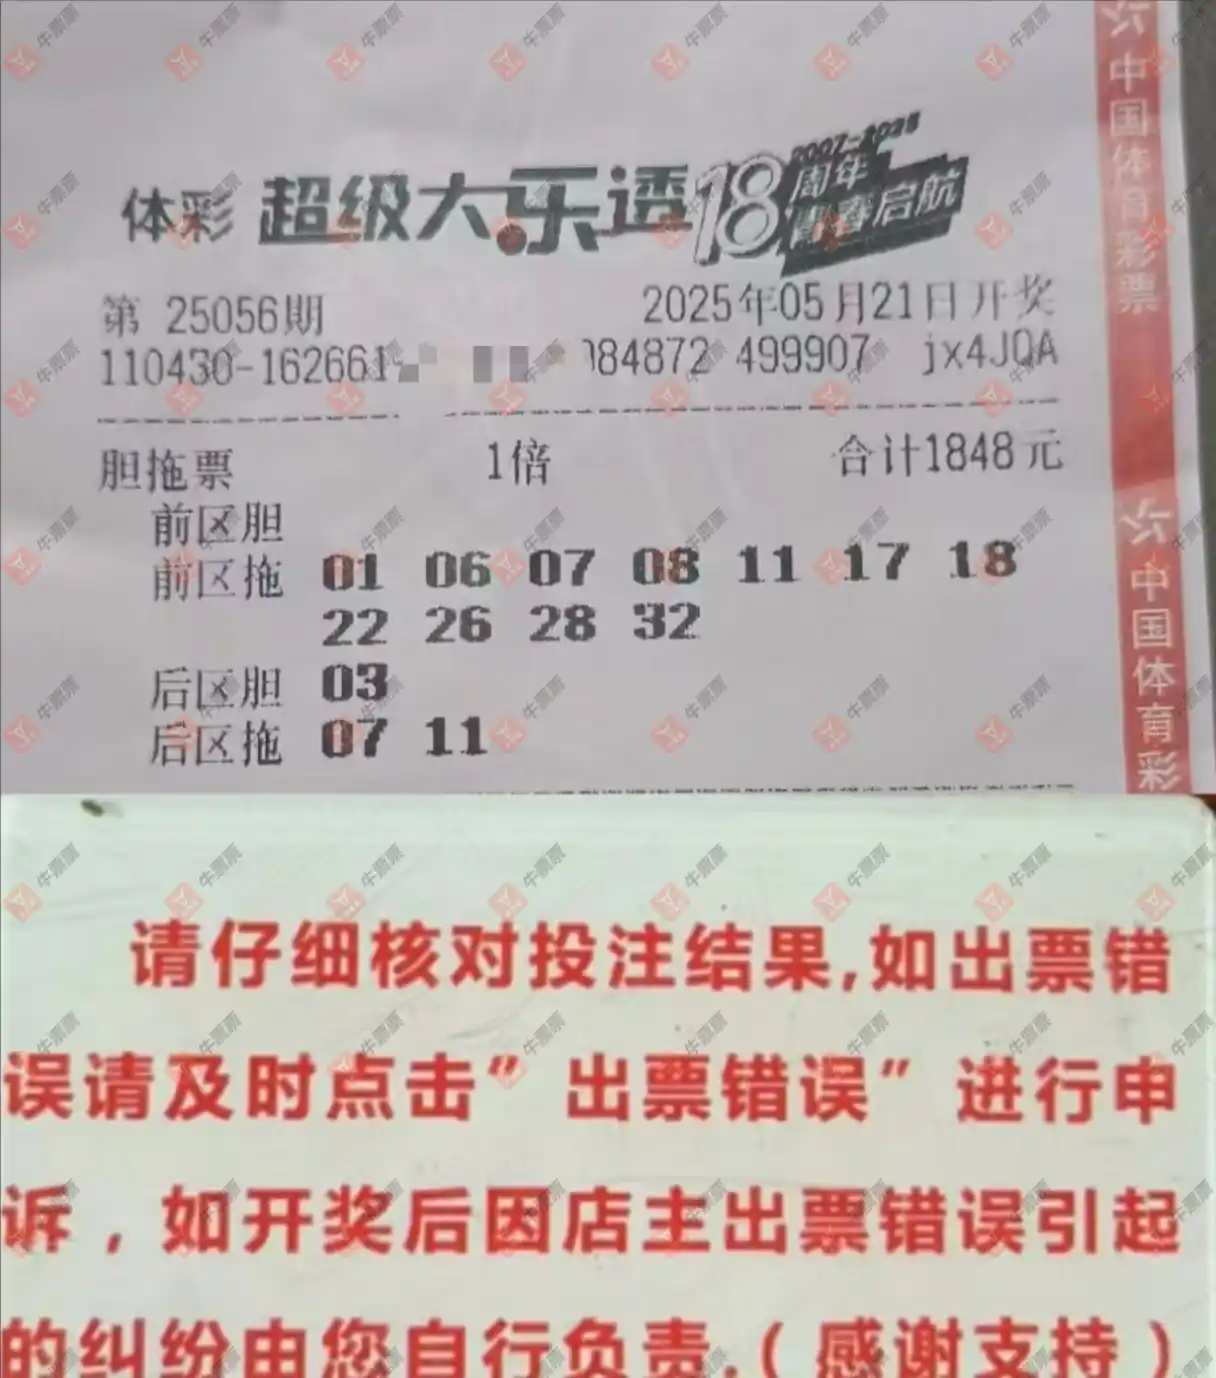 体彩 超级大乐透 18 2007-2025
周年
青春启航
第 25056期 2025年05月21日开奖
110430-162661 084872 499907 jx4JQA
胆拖票 1倍 合计1848元
前区胆
前区拖 01 06 07 08 11 17 18
22 26 28 32
后区胆 03
后区拖 07 11
中国体育彩票
中国体育彩
请仔细核对投注结果,如出票错
误请及时点击”出票错误”进行申
诉，如开奖后因店主出票错误引起
的纠纷由您自行负责.(感谢支持)
牛票票